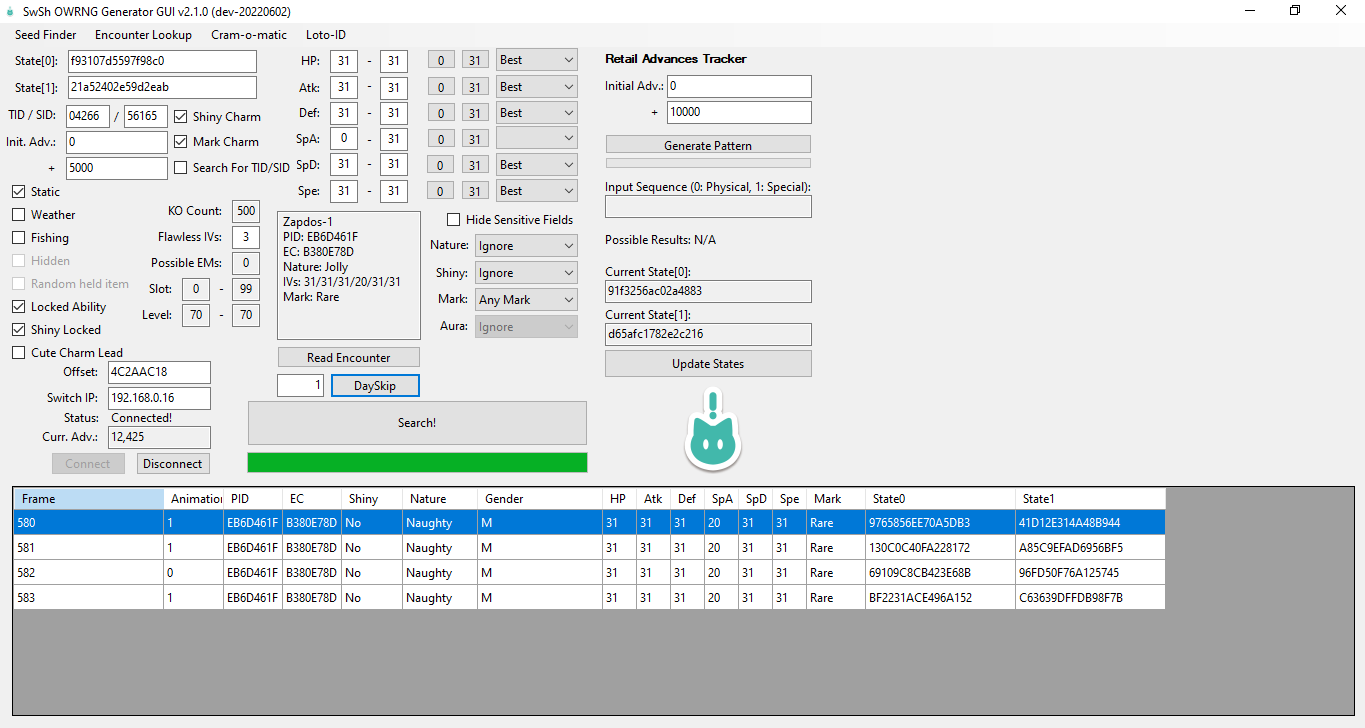 SwSh OWRNG Generator GUI v2.1.0 (dev-20220602)
Seed Finder Encounter Lookup Cram-o-matic Loto-ID
State[0]: f93107d5597f98c0
State[1]: 21a52402e59d2eab
TID / SID: 04266 / 56165 Shiny Charm
Init. Adv.: 0 Mark Charm
+ 5000 Search For TID/SID
Static
Weather
Fishing
Hidden
Random held item
Locked Ability
Shiny Locked
Cute Charm Lead
KO Count: 500
Flawless IVs: 3
Possible EMs: 0
Slot: 0 - 99
Level: 70 - 70
Offset: 4C2AAC18
Switch IP: 192.168.0.16
Status: Connected!
Curr. Adv.: 12,425
Connect Disconnect
HP: 31 - 31 0 31 Best
Atk: 31 - 31 0 31 Best
Def: 31 - 31 0 31 Best
SpA: 0 - 31 0 31
SpD: 31 - 31 0 31 Best
Spe: 31 - 31 0 31 Best
Zapdos-1
PID: EB6D461F
EC: B380E78D
Nature: Jolly
IVs: 31/31/31/20/31/31
Mark: Rare
Hide Sensitive Fields
Nature: Ignore
Shiny: Ignore
Mark: Any Mark
Aura: Ignore
Read Encounter
1 DaySkip
Search!
Retail Advances Tracker
Initial Adv.: 0
+ 10000
Generate Pattern
Input Sequence (0: Physical, 1: Special):
Possible Results: N/A
Current State[0]:
91f3256ac02a4883
Current State[1]:
d65afc1782e2c216
Update States
Frame Animation PID EC Shiny Nature Gender HP Atk Def SpA SpD Spe Mark State0 State1
580 1 EB6D461F B380E78D No Naughty M 31 31 31 20 31 31 Rare 9765856EE70A5DB3 41D12E314A48B944
581 1 EB6D461F B380E78D No Naughty M 31 31 31 20 31 31 Rare 130C0C40FA228172 A85C9EFAD6956BF5
582 0 EB6D461F B380E78D No Naughty M 31 31 31 20 31 31 Rare 69109C8CB423E68B 96FD50F76A125745
583 1 EB6D461F B380E78D No Naughty M 31 31 31 20 31 31 Rare BF2231ACE496A152 C63639DFFDB98F7B